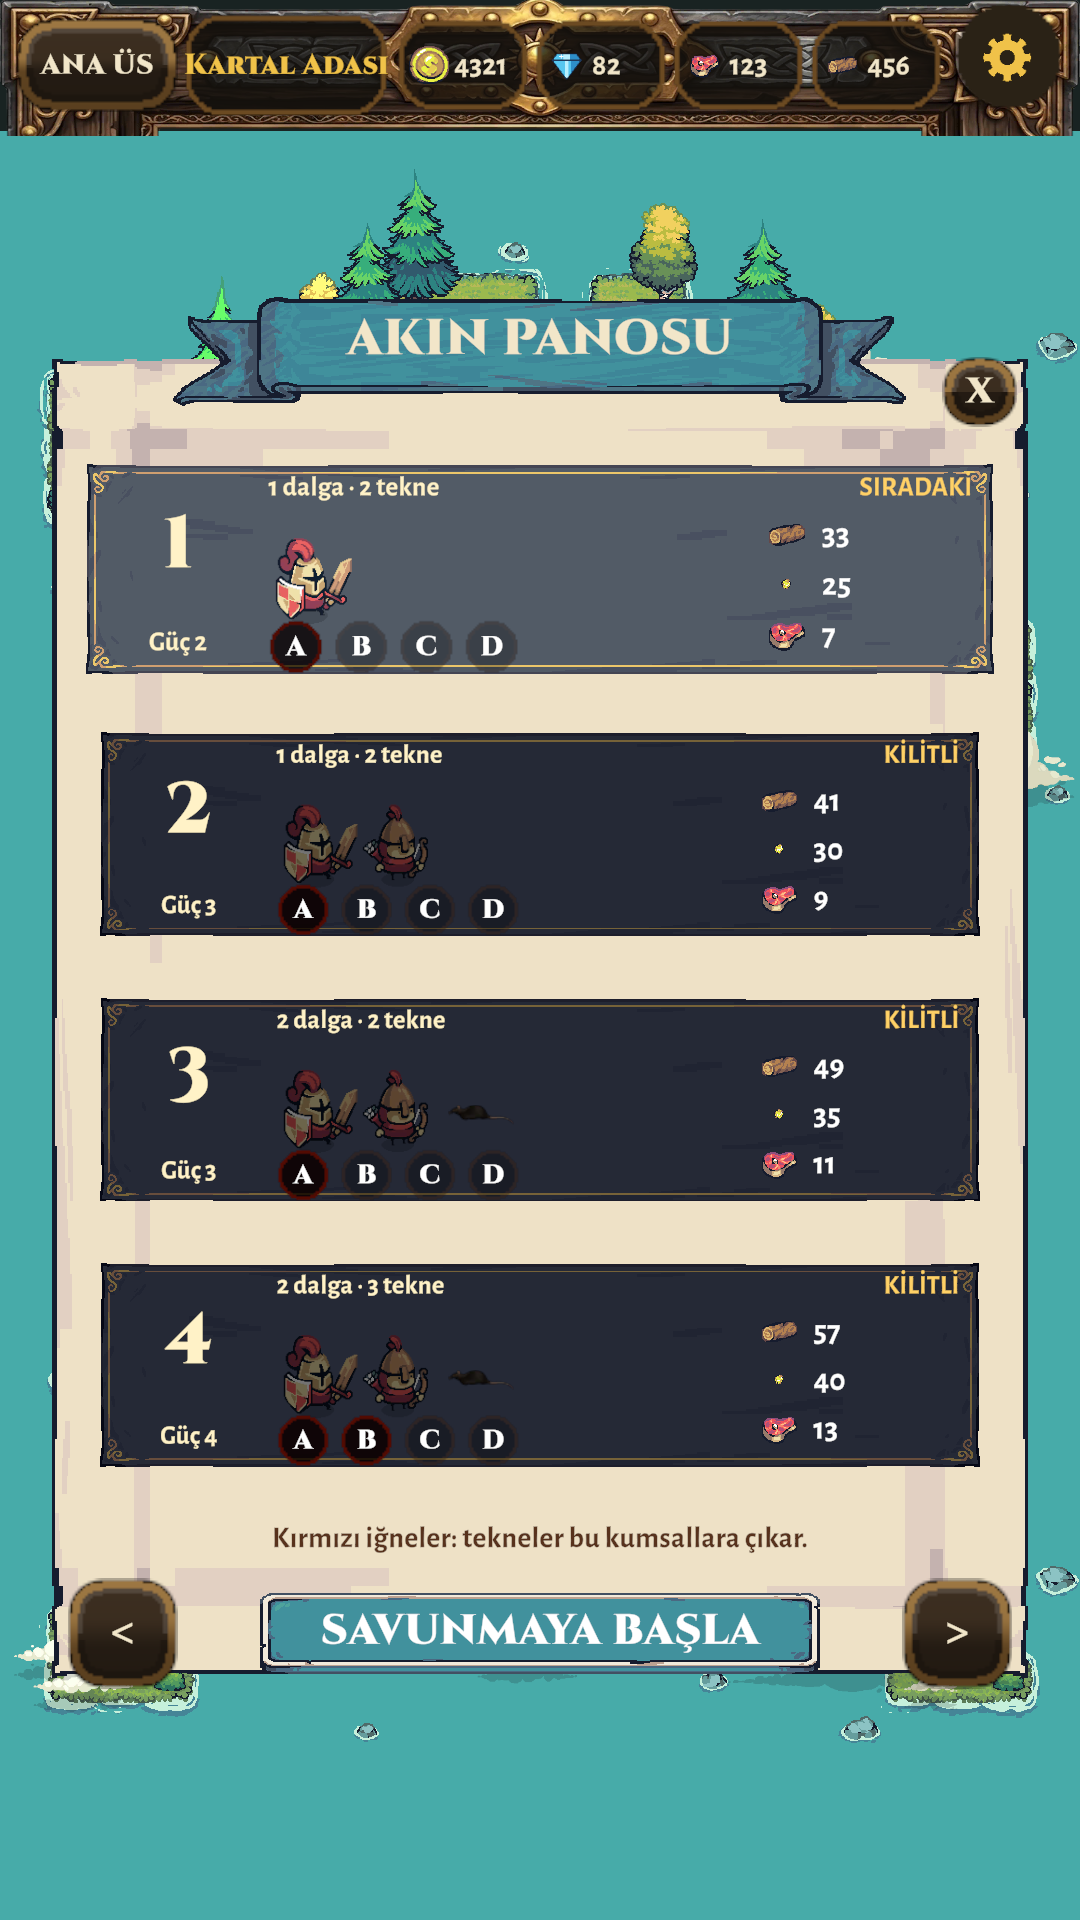 ANA ÜS
KARTAL ADASI
4321
82
123
456
AKIN PANOSU
X
1 dalga · 2 tekne
SIRADAKİ
1
33
25
Güç 2
A B C D
7
1 dalga · 2 tekne
KİLİTLİ
2
41
30
Güç 3
A B C D
9
2 dalga · 2 tekne
KİLİTLİ
3
49
35
Güç 3
A B C D
11
2 dalga · 3 tekne
KİLİTLİ
4
57
40
Güç 4
A B C D
13
Kırmızı iğneler: tekneler bu kumsallara çıkar.
<
SAVUNMAYA BAŞLA
>